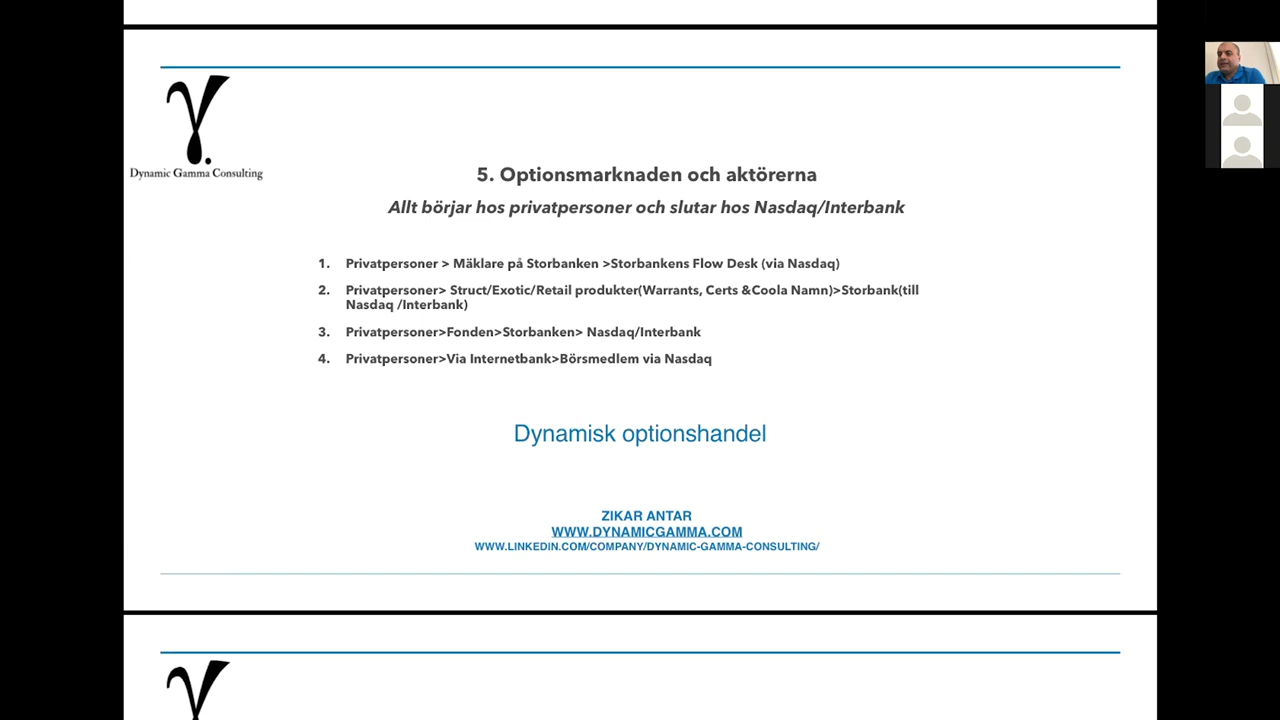 γ.
Dynamic Gamma Consulting
5. Optionsmarknaden och aktörerna
Allt börjar hos privatpersoner och slutar hos Nasdaq/Interbank
1. Privatpersoner > Mäklare på Storbanken >Storbankens Flow Desk (via Nasdaq)
2. Privatpersoner> Struct/Exotic/Retail produkter(Warrants, Certs &Coola Namn)>Storbank(till
Nasdaq /Interbank)
3. Privatpersoner>Fonden>Storbanken> Nasdaq/Interbank
4. Privatpersoner>Via Internetbank>Börsmedlem via Nasdaq
Dynamisk optionshandel
ZIKAR ANTAR
WWW.DYNAMICGAMMA.COM
WWW.LINKEDIN.COM/COMPANY/DYNAMIC-GAMMA-CONSULTING/
γ